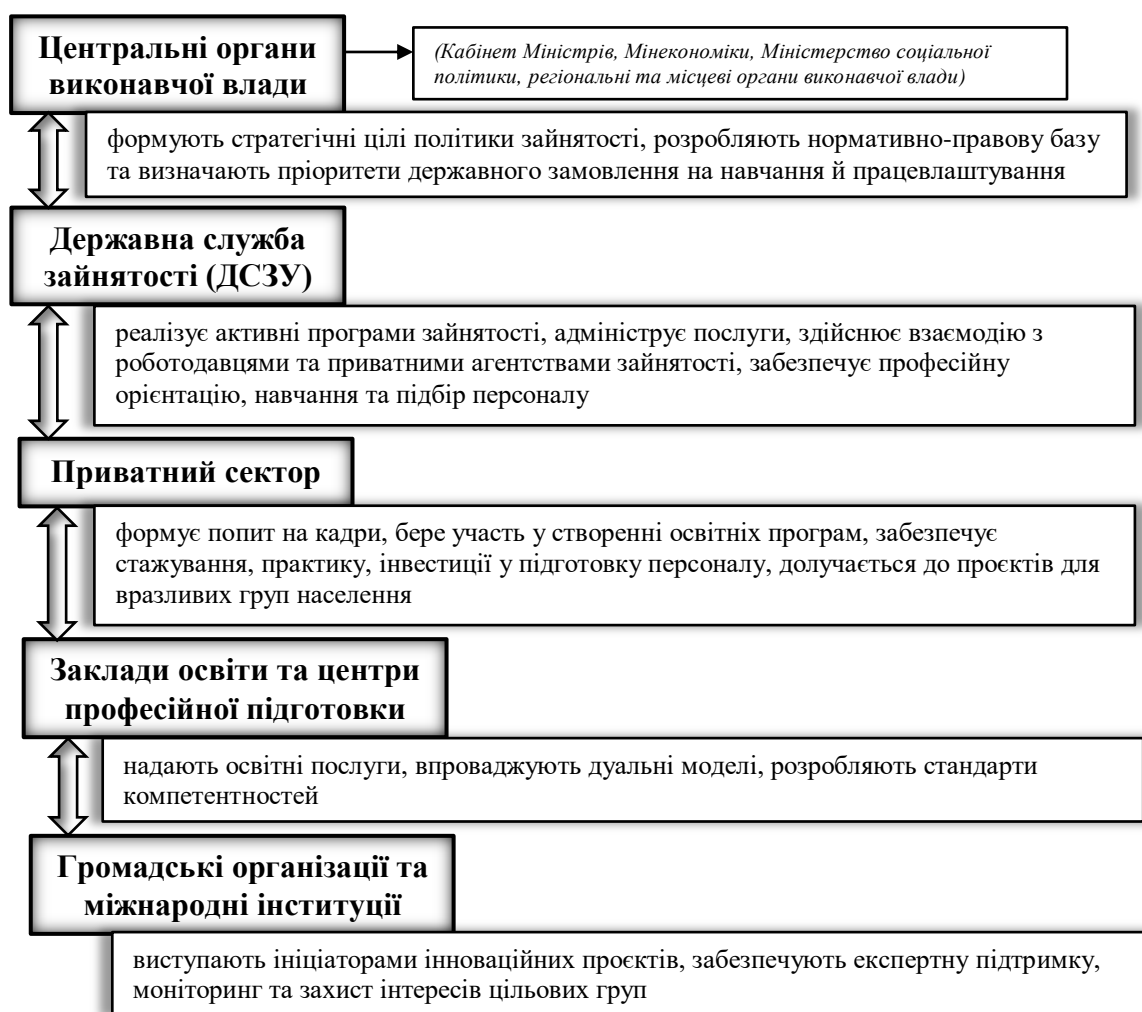 Центральні органи
виконавчої влади
(Кабінет Міністрів, Мінекономіки, Міністерство соціальної
політики, регіональні та місцеві органи виконавчої влади)
формують стратегічні цілі політики зайнятості, розробляють нормативно-правову базу
та визначають пріоритети державного замовлення на навчання й працевлаштування
Державна служба
зайнятості (ДСЗУ)
реалізує активні програми зайнятості, адмініструє послуги, здійснює взаємодію з
роботодавцями та приватними агентствами зайнятості, забезпечує професійну
орієнтацію, навчання та підбір персоналу
Приватний сектор
формує попит на кадри, бере участь у створенні освітніх програм, забезпечує
стажування, практику, інвестиції у підготовку персоналу, долучається до проєктів для
вразливих груп населення
Заклади освіти та центри
професійної підготовки
надають освітні послуги, впроваджують дуальні моделі, розробляють стандарти
компетентностей
Громадські організації та
міжнародні інституції
виступають ініціаторами інноваційних проєктів, забезпечують експертну підтримку,
моніторинг та захист інтересів цільових груп